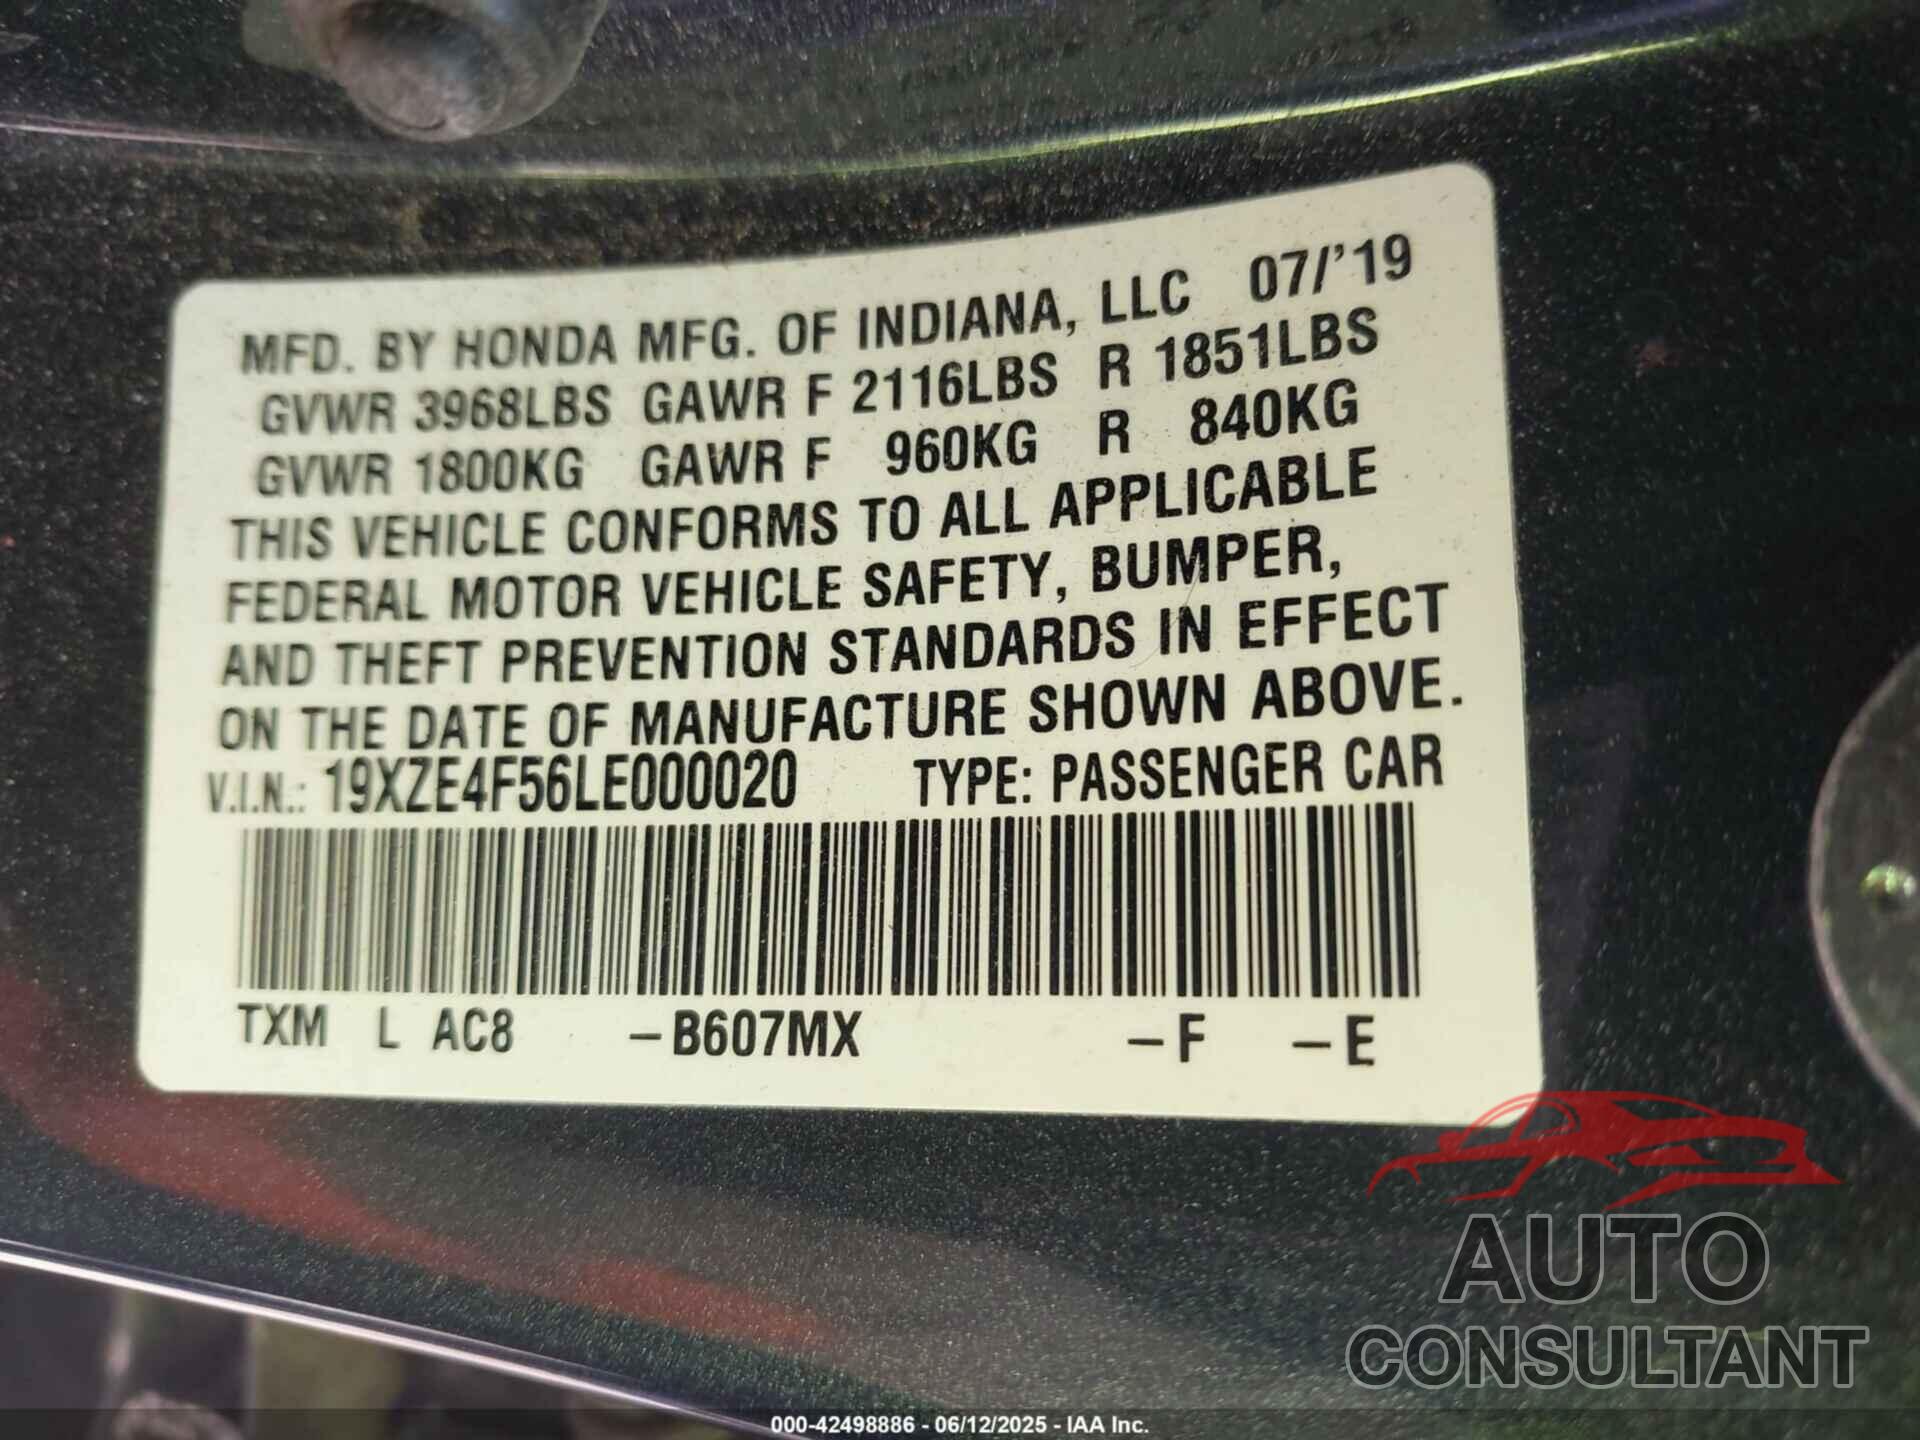 MFD. BY HONDA MFG. OF INDIANA, LLC 07/'19
GVWR 3968LBS GAWR F 2116LBS R 1851LBS
GVWR 1800KG GAWR F 960KG R 840KG
THIS VEHICLE CONFORMS TO ALL APPLICABLE
FEDERAL MOTOR VEHICLE SAFETY, BUMPER,
AND THEFT PREVENTION STANDARDS IN EFFECT
ON THE DATE OF MANUFACTURE SHOWN ABOVE.
V.I.N.: 19XZE4F56LE000020 TYPE: PASSENGER CAR
TXM L AC8 –B607MX –F –E
AUTO
CONSULTANT
000-42498886 - 06/12/2025 - IAA Inc.